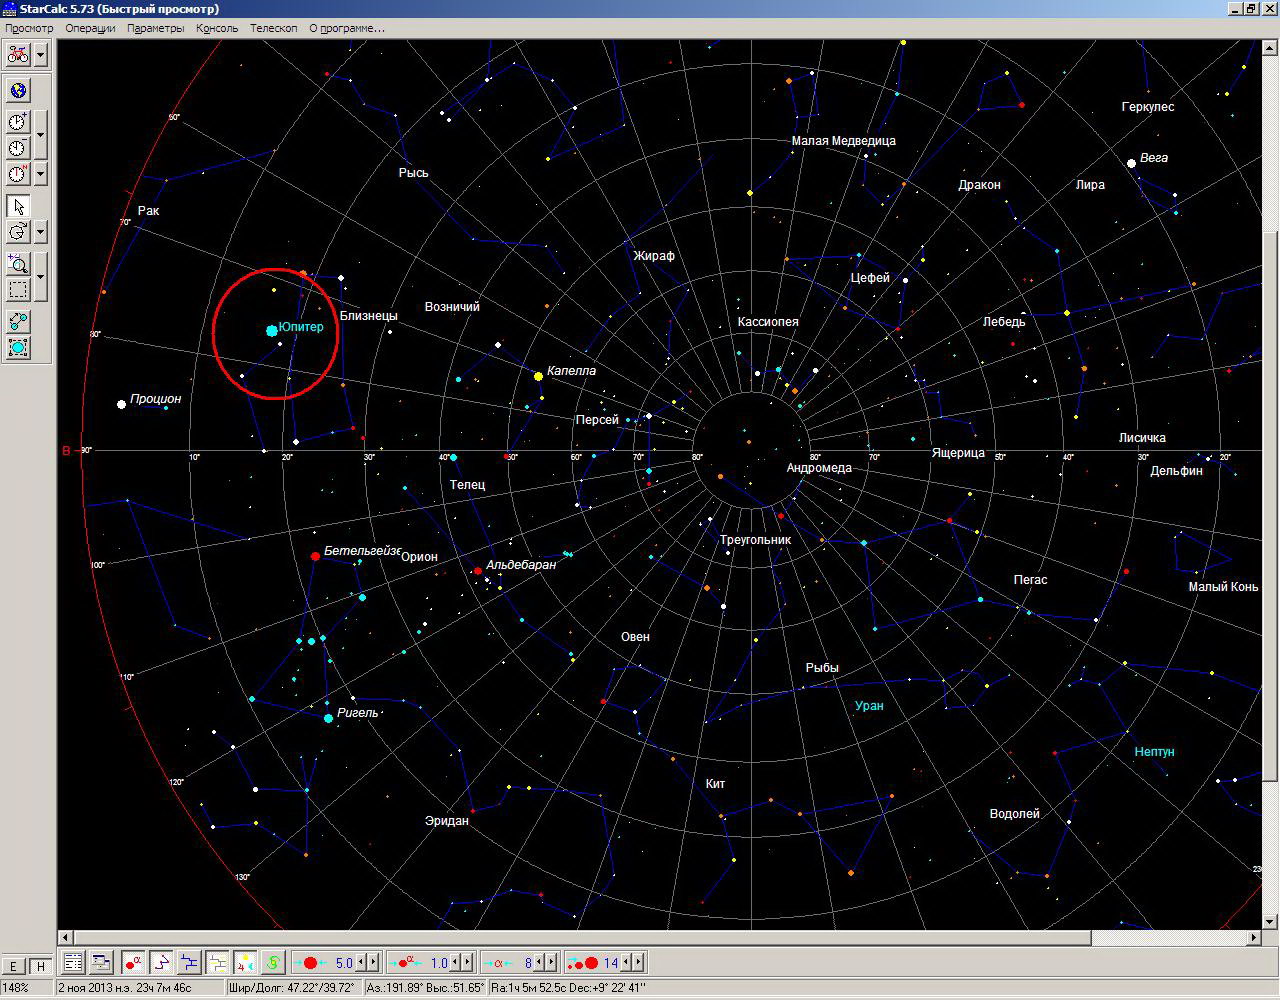 StarCalc 5.73 (Быстрый просмотр)
Просмотр Операции Параметры Консоль Телескоп О программе...
Геркулес
60°
Малая Медведица
Вега
Рысь
Дракон
Лира
Рак
70°
Жираф
Цефей
Возничий
Близнецы
Кассиопея
Лебедь
Юпитер
80°
Капелла
Процион
Персей
Лисичка
В
90°
10° 20° 30° 40° 50° 60° 70° 80°
80° 70° 60° 50° 40° 30° 20°
Ящерица
Андромеда
Дельфин
Телец
Треугольник
Бетельгейзе
Орион
Альдебаран
100°
Пегас
Малый Конь
Овен
Рыбы
110°
Уран
Ригель
Нептун
120°
Кит
Водолей
Эридан
130°
230
E H
α
5.0
α
1.0
α
8
14
148% 2 ноя 2013 н.э. 23ч 7м 46с Шир/Долг: 47.22°/39.72° Аз.:191.89° Выс.:51.65° Ra:1ч 5м 52.5с Dec:+9° 22' 41"